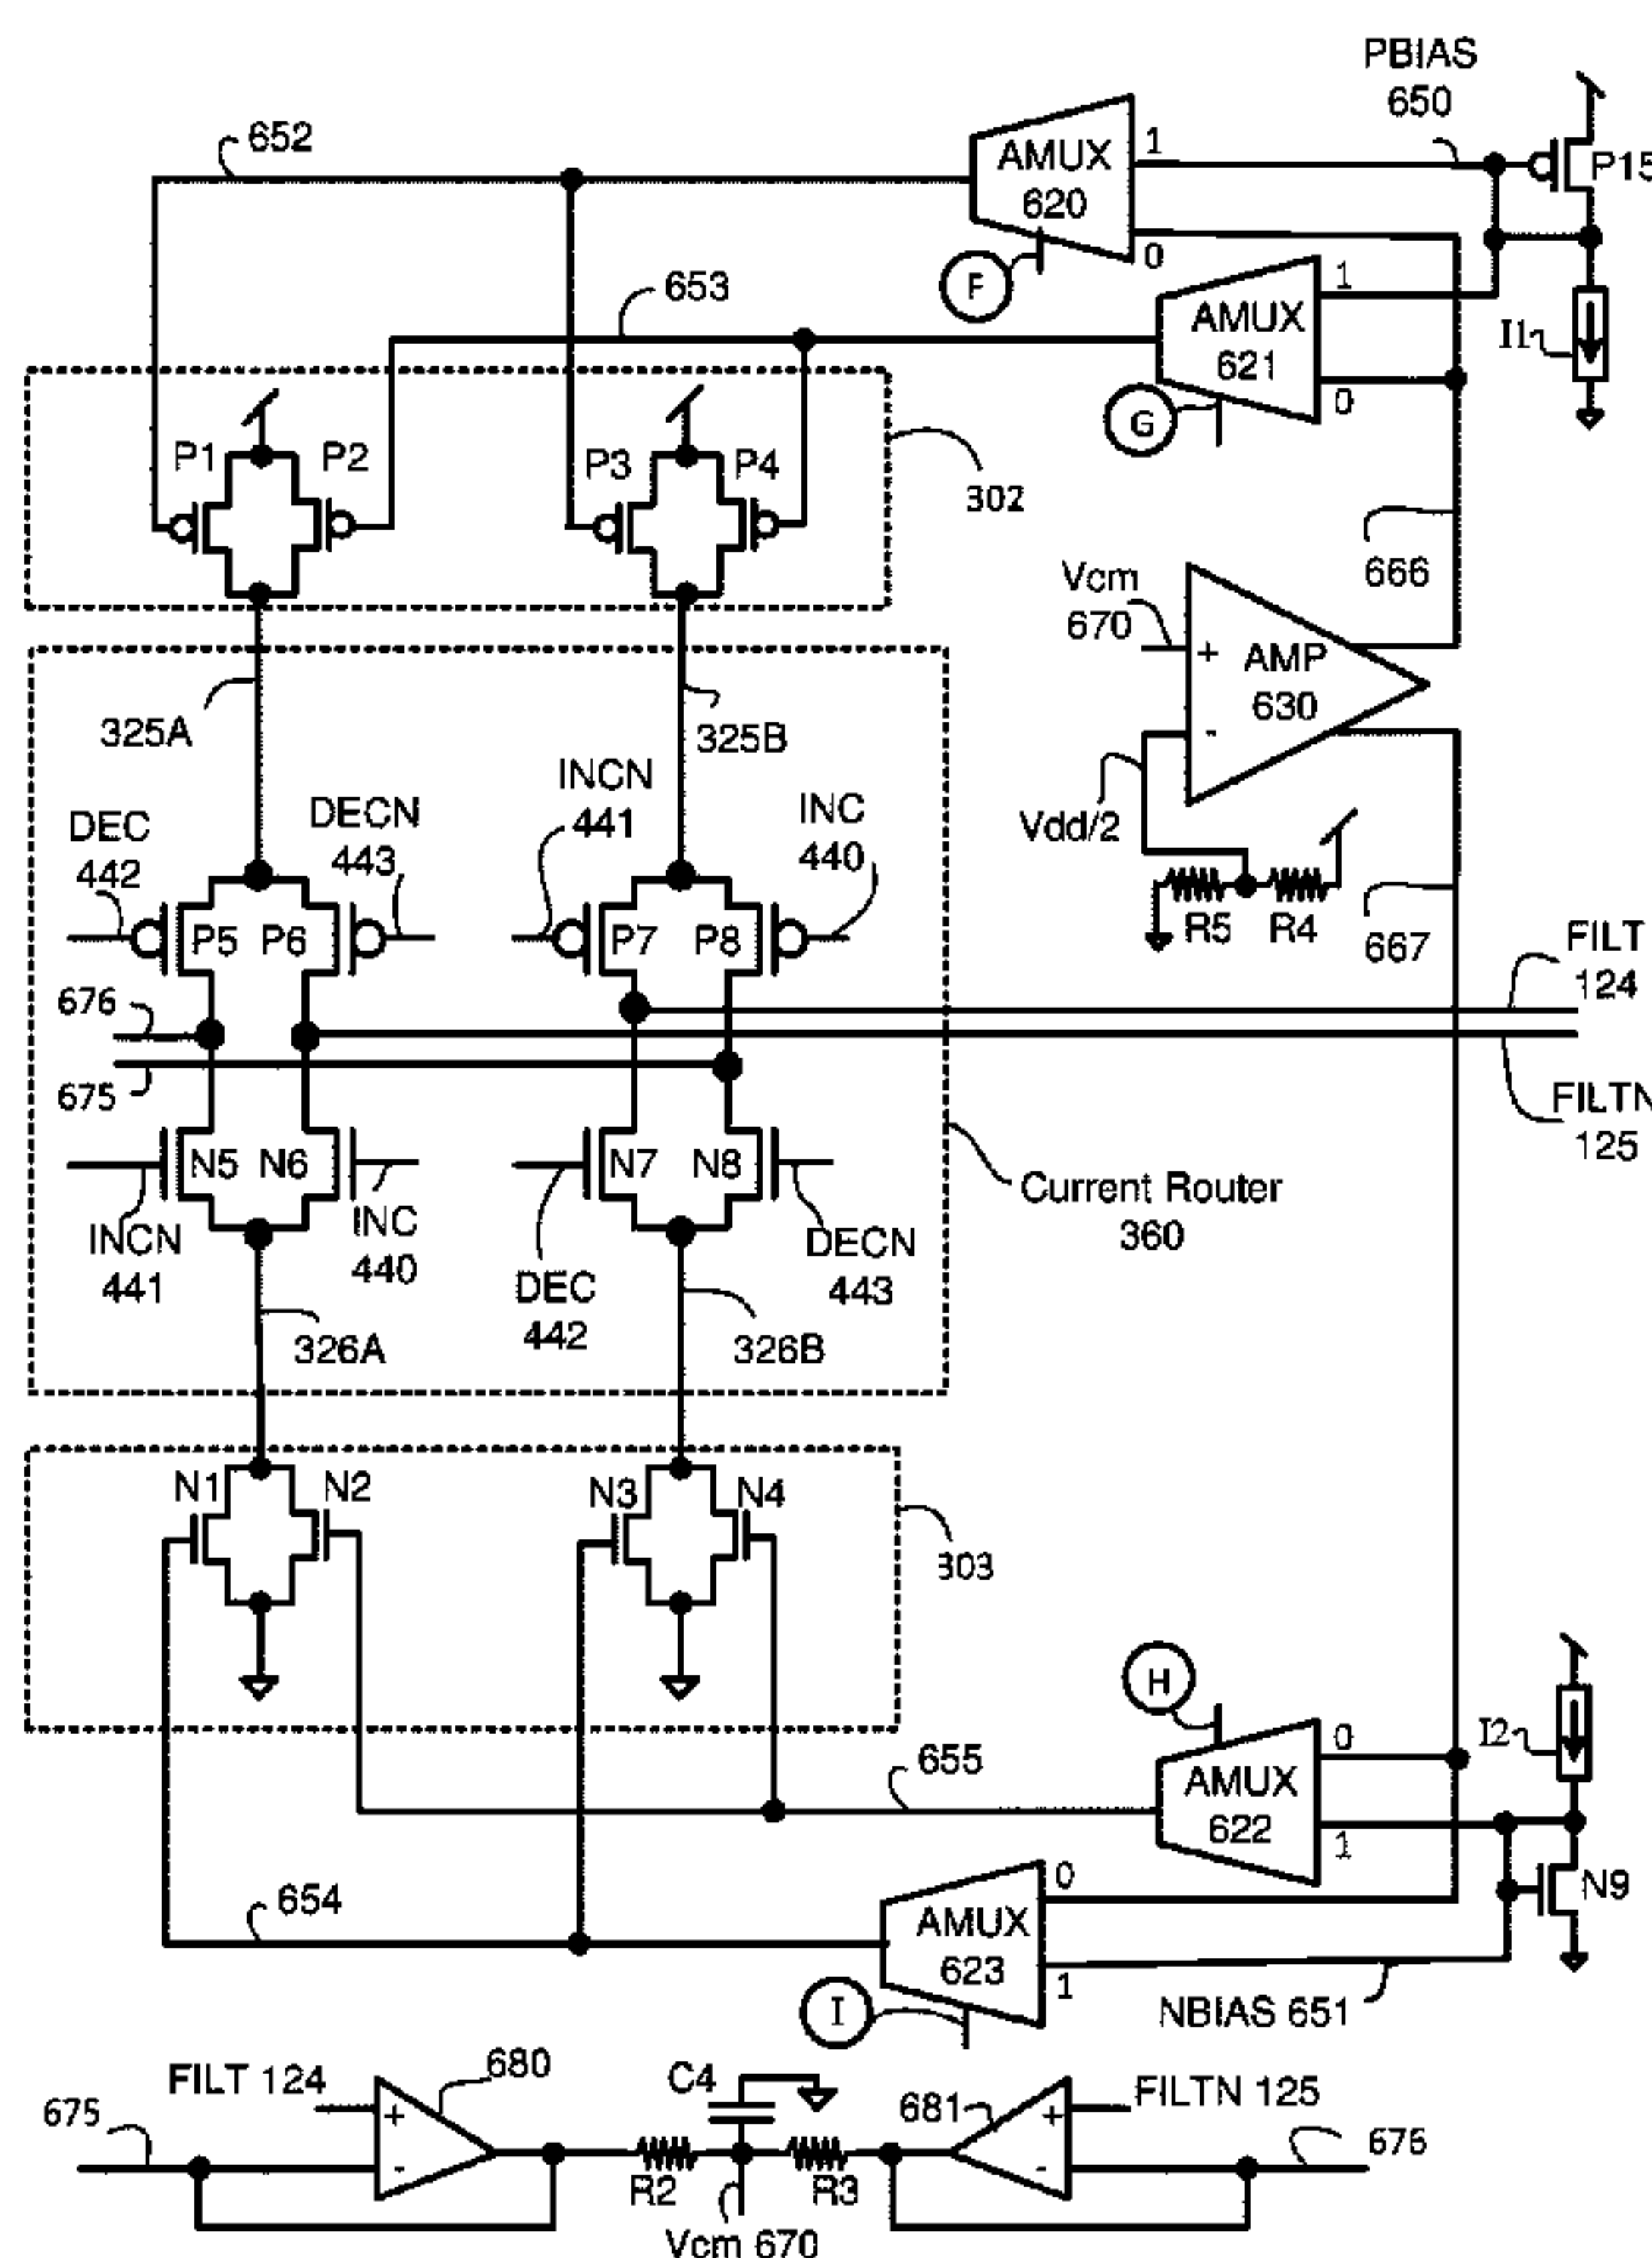 PBIAS
650
652
AMUX
620
1
0
P15
F
653
AMUX
621
1
0
I1
G
P1
P2
P3
P4
302
666
Vcm
670
+
-
AMP
630
325A
325B
Vdd/2
R5
R4
667
DEC
442
DECN
443
INCN
441
INC
440
P5
P6
P7
P8
FILT
124
676
675
FILTN
125
N5
N6
N7
N8
INCN
441
INC
440
DEC
442
DECN
443
Current Router
360
326A
326B
N1
N2
N3
N4
303
H
I2
655
AMUX
622
0
1
N9
654
AMUX
623
0
1
I
NBIAS 651
FILT 124
680
C4
681
FILTN 125
675
+
-
+
-
676
R2
R3
Vcm 670